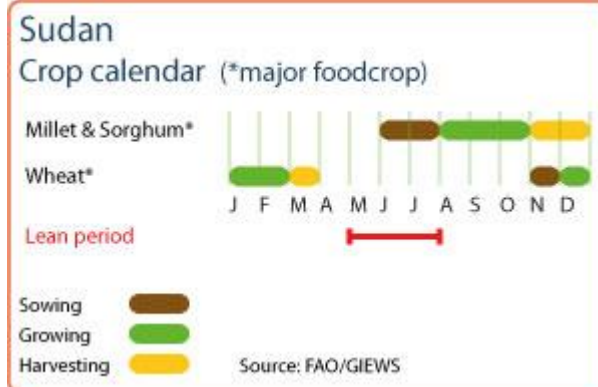 Sudan
Crop calendar (*major foodcrop)
Millet & Sorghum*
Wheat*
J F M A M J J A S O N D
Lean period
Sowing
Growing
Harvesting
Source: FAO/GIEWS